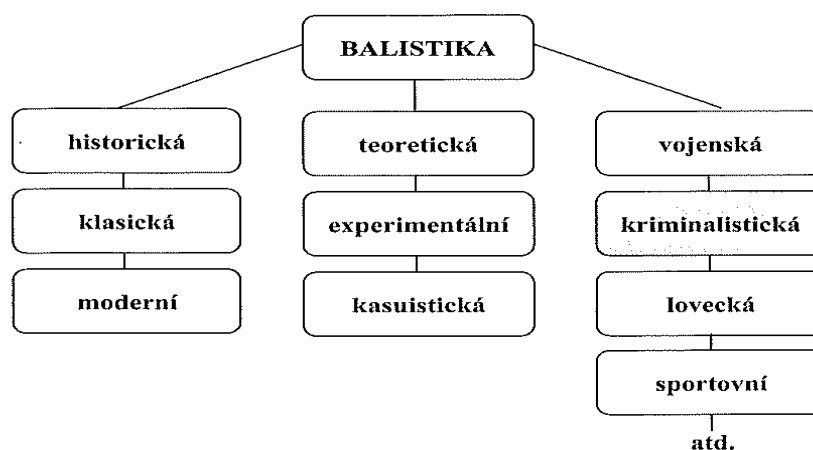 BALISTIKA
historická
klasická
moderní
teoretická
experimentální
kasuistická
vojenská
kriminalistická
lovecká
sportovní
atd.